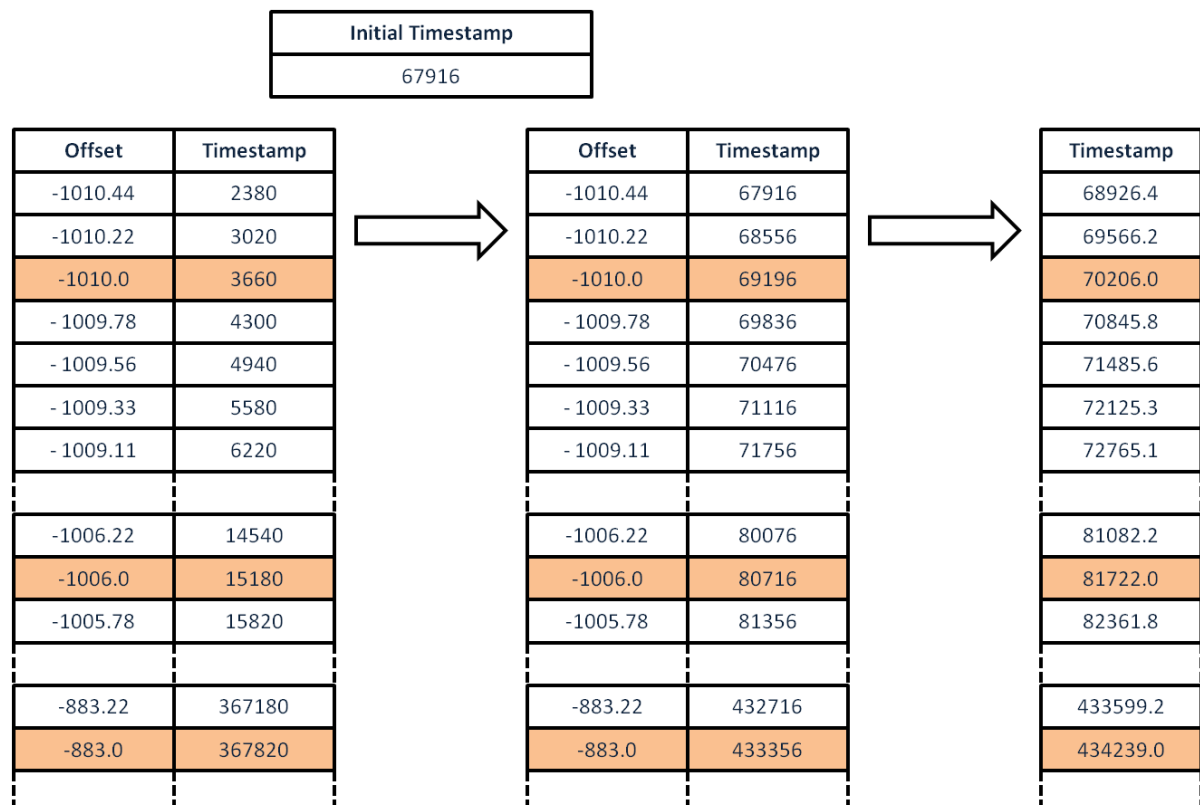 Initial Timestamp
67916
Offset Timestamp Offset Timestamp Timestamp
-1010.44 2380 -1010.44 67916 68926.4
-1010.22 3020 -1010.22 68556 69566.2
-1010.0 3660 -1010.0 69196 70206.0
- 1009.78 4300 - 1009.78 69836 70845.8
- 1009.56 4940 - 1009.56 70476 71485.6
- 1009.33 5580 - 1009.33 71116 72125.3
- 1009.11 6220 - 1009.11 71756 72765.1
-1006.22 14540 -1006.22 80076 81082.2
-1006.0 15180 -1006.0 80716 81722.0
-1005.78 15820 -1005.78 81356 82361.8
-883.22 367180 -883.22 432716 433599.2
-883.0 367820 -883.0 433356 434239.0